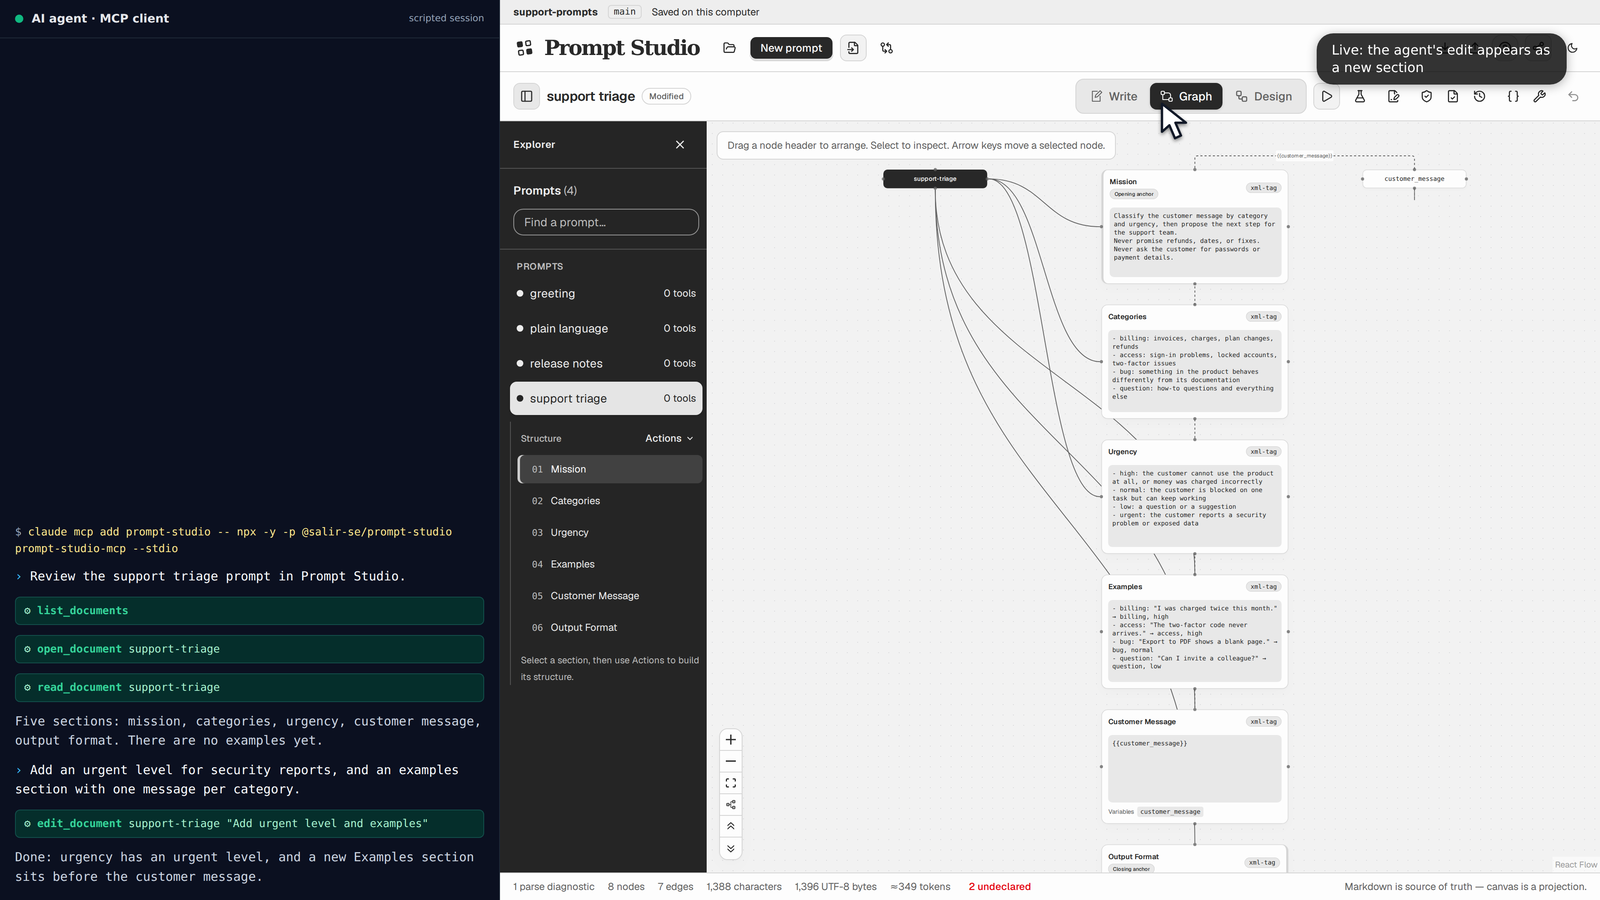 AI agent · MCP client
scripted session
$ claude mcp add prompt-studio -- npx -y -p @salir-se/prompt-studio
prompt-studio-mcp --stdio
› Review the support triage prompt in Prompt Studio.
list_documents
open_document support-triage
read_document support-triage
Five sections: mission, categories, urgency, customer message,
output format. There are no examples yet.
› Add an urgent level for security reports, and an examples
section with one message per category.
edit_document support-triage "Add urgent level and examples"
Done: urgency has an urgent level, and a new Examples section
sits before the customer message.
support-prompts
main
Saved on this computer
Prompt Studio
New prompt
Live: the agent's edit appears as
a new section
support triage
Modified
Write
Graph
Design
Explorer
Prompts (4)
Find a prompt...
PROMPTS
greeting 0 tools
plain language 0 tools
release notes 0 tools
support triage 0 tools
Structure
Actions
01 Mission
02 Categories
03 Urgency
04 Examples
05 Customer Message
06 Output Format
Select a section, then use Actions to build
its structure.
Drag a node header to arrange. Select to inspect. Arrow keys move a selected node.
support-triage
{{customer_message}}
customer_message
Mission
xml-tag
Opening anchor
Classify the customer message by category
and urgency, then propose the next step for
the support team.
Never promise refunds, dates, or fixes.
Never ask the customer for passwords or
payment details.
Categories
xml-tag
- billing: invoices, charges, plan changes,
refunds
- access: sign-in problems, locked accounts,
two-factor issues
- bug: something in the product behaves
differently from its documentation
- question: how-to questions and everything
else
Urgency
xml-tag
- high: the customer cannot use the product
at all, or money was charged incorrectly
- normal: the customer is blocked on one
task but can keep working
- low: a question or a suggestion
- urgent: the customer reports a security
problem or exposed data
Examples
xml-tag
- billing: "I was charged twice this month."
→ billing, high
- access: "The two-factor code never
arrives." → access, high
- bug: "Export to PDF shows a blank page." →
bug, normal
- question: "Can I invite a colleague?" →
question, low
Customer Message
xml-tag
{{customer_message}}
Variables customer_message
Output Format
xml-tag
Closing anchor
React Flow
1 parse diagnostic
8 nodes
7 edges
1,388 characters
1,396 UTF-8 bytes
≈349 tokens
2 undeclared
Markdown is source of truth — canvas is a projection.